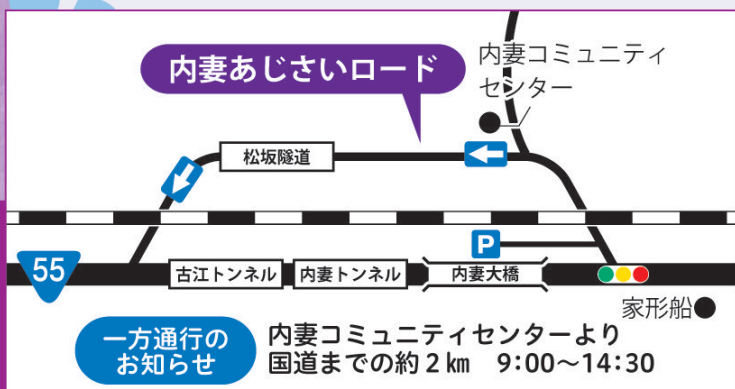 内妻あじさいロード
内妻コミュニティ
センター
松坂隧道
P
55
古江トンネル
内妻トンネル
内妻大橋
家形船
一方通行の
お知らせ
内妻コミュニティセンターより
国道までの約2㎞ 9:00〜14:30